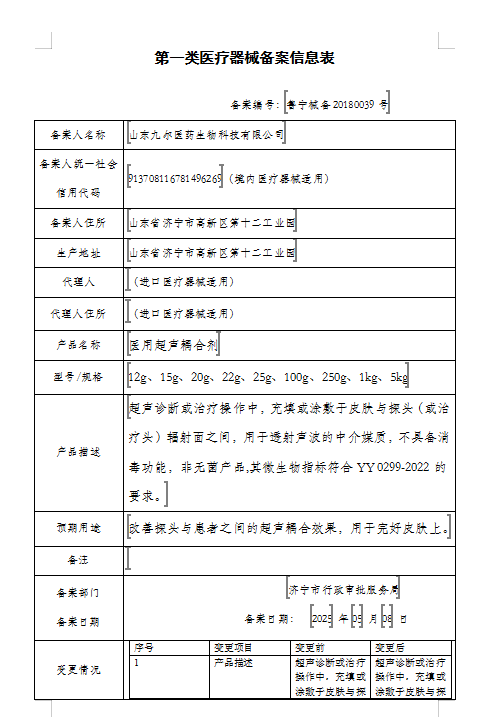 第一类医疗器械备案信息表
备案编号：鲁宁械备20180039 号
备案人名称 山东九尔医药生物科技有限公司
备案人统一社会
信用代码 913708116781496269（境内医疗器械适用）
备案人住所 山东省济宁市高新区第十二工业园
生产地址 山东省济宁市高新区第十二工业园
代理人 （进口医疗器械适用）
代理人住所 （进口医疗器械适用）
产品名称 医用超声耦合剂
型号/规格 12g、15g、20g、22g、25g、100g、250g、1kg、5kg
产品描述 超声诊断或治疗操作中，充填或涂敷于皮肤与探头（或治
疗头）辐射面之间，用于透射声波的中介媒质，不具备消
毒功能，非无菌产品,其微生物指标符合 YY 0299-2022 的
要求。
预期用途 改善探头与患者之间的超声耦合效果，用于完好皮肤上。
备注
备案部门 济宁市行政审批服务局
备案日期 备案日期： 2025 年 05 月 08 日
变更情况 序号 变更项目 变更前 变更后
1 产品描述 超声诊断或治疗 超声诊断或治疗
操作中，充填或 操作中，充填或
涂敷于皮肤与探 涂敷于皮肤与探